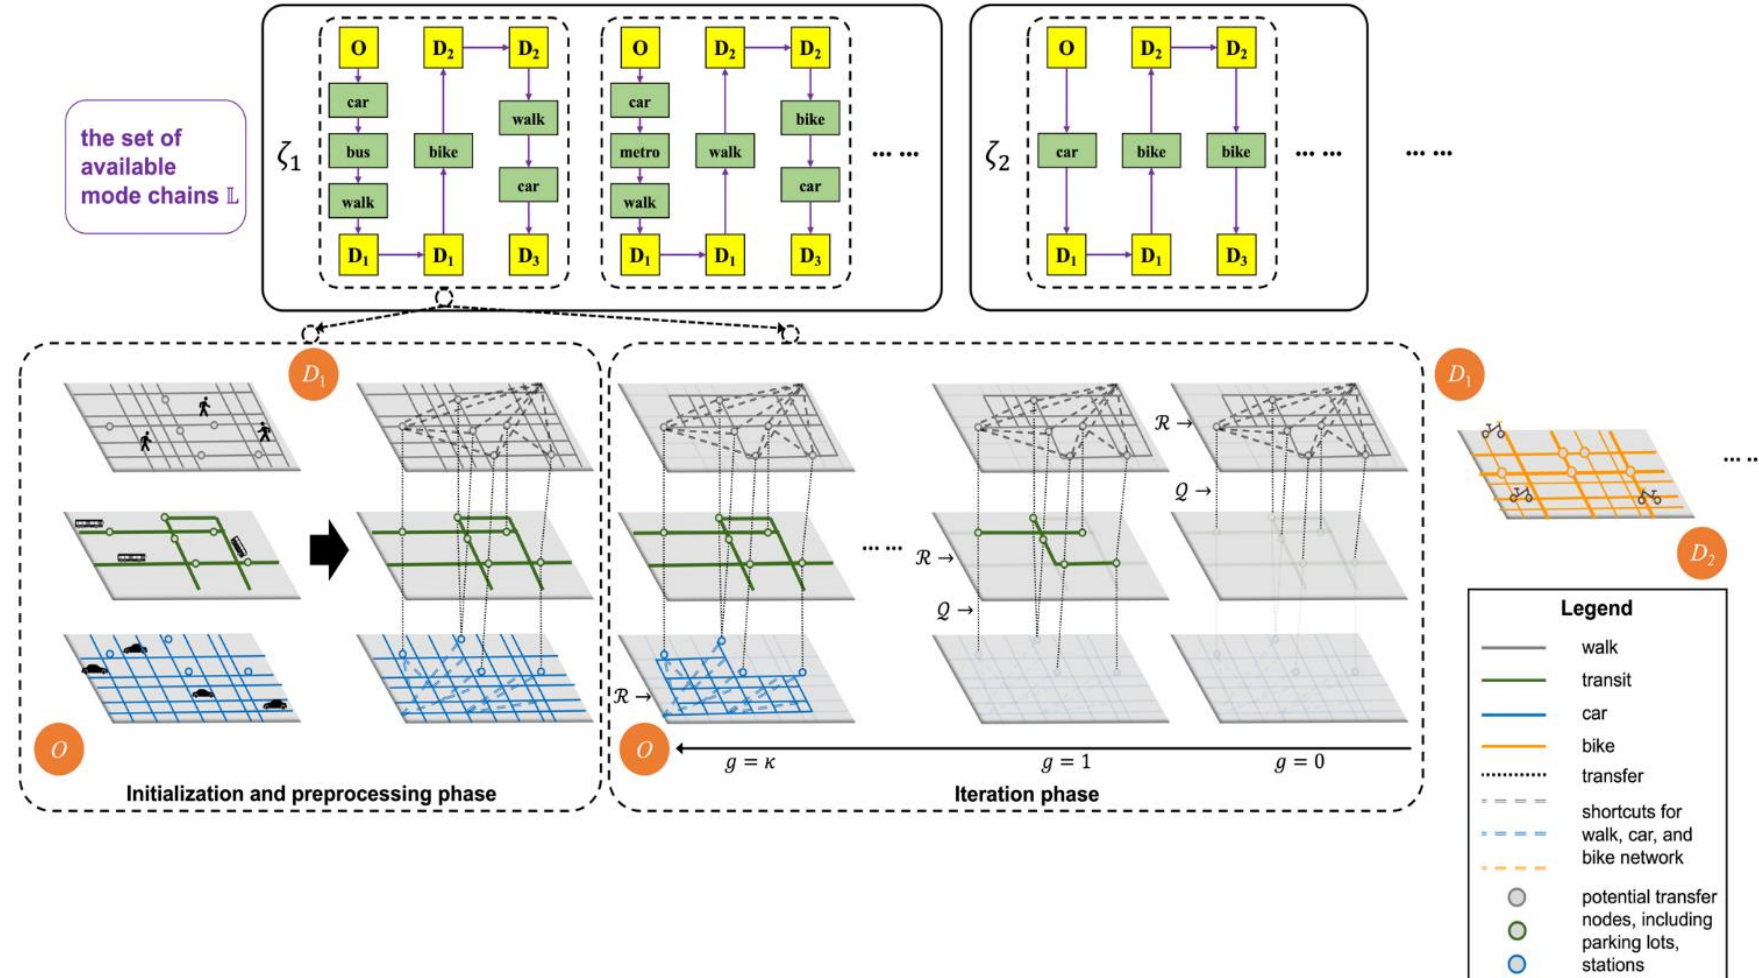 the set of
available
mode chains 𝕃
ζ₁
O
car
bus
walk
D₁
D₁
bike
D₂
D₂
walk
car
D₃
O
car
metro
walk
D₁
D₁
walk
D₂
D₂
bike
car
D₃
... ...
ζ₂
O
car
D₁
D₁
bike
D₂
D₂
bike
D₃
... ...
... ...
D₁
O
Initialization and preprocessing phase
... ...
ℛ →
𝒬 →
ℛ →
𝒬 →
ℛ →
O
g = κ
g = 1
g = 0
Iteration phase
D₁
D₂
... ..
Legend
walk
transit
car
bike
transfer
shortcuts for
walk, car, and
bike network
potential transfer
nodes, including
parking lots,
stations